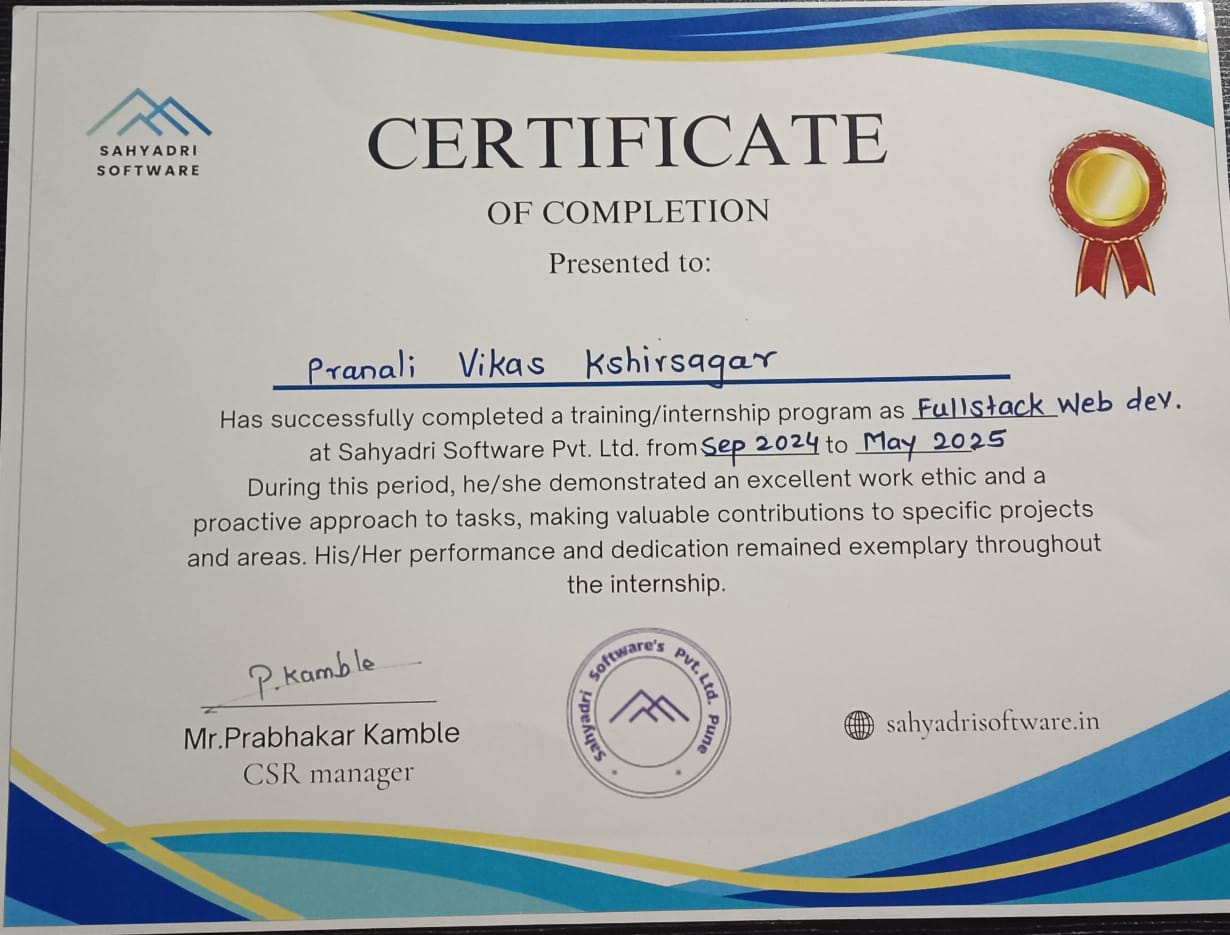 SAHYADRI
SOFTWARE
CERTIFICATE
OF COMPLETION
Presented to:
Pranali Vikas Kshirsagar
Has successfully completed a training/internship program as Fullstack Web dev.
at Sahyadri Software Pvt. Ltd. from Sep 2024 to May 2025
During this period, he/she demonstrated an excellent work ethic and a
proactive approach to tasks, making valuable contributions to specific projects
and areas. His/Her performance and dedication remained exemplary throughout
the internship.
P. Kamble
Mr.Prabhakar Kamble
CSR manager
Sahyadri Software's Pvt. Ltd. Pune
sahyadrisoftware.in